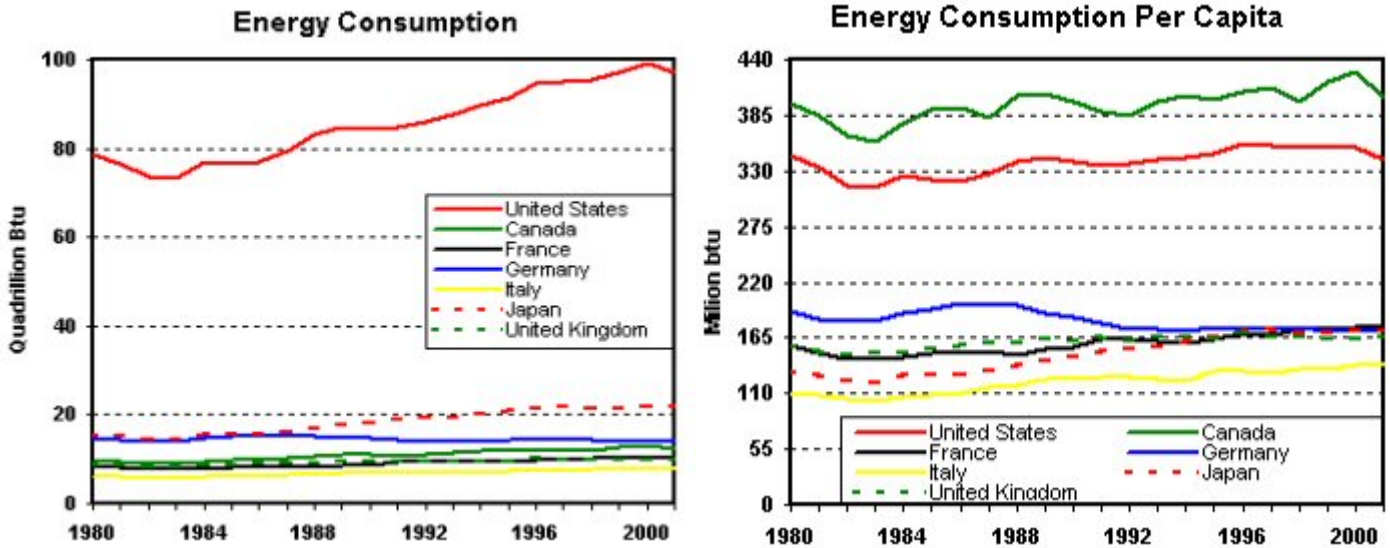 Energy Consumption
100
80
60
40
20
0
Quadrillion Btu
United States
Canada
France
Germany
Italy
Japan
United Kingdom
1980 1984 1988 1992 1996 2000
Energy Consumption Per Capita
440
385
330
275
220
165
110
55
0
Million btu
United States Canada
France Germany
Italy Japan
United Kingdom
1980 1984 1988 1992 1996 2000